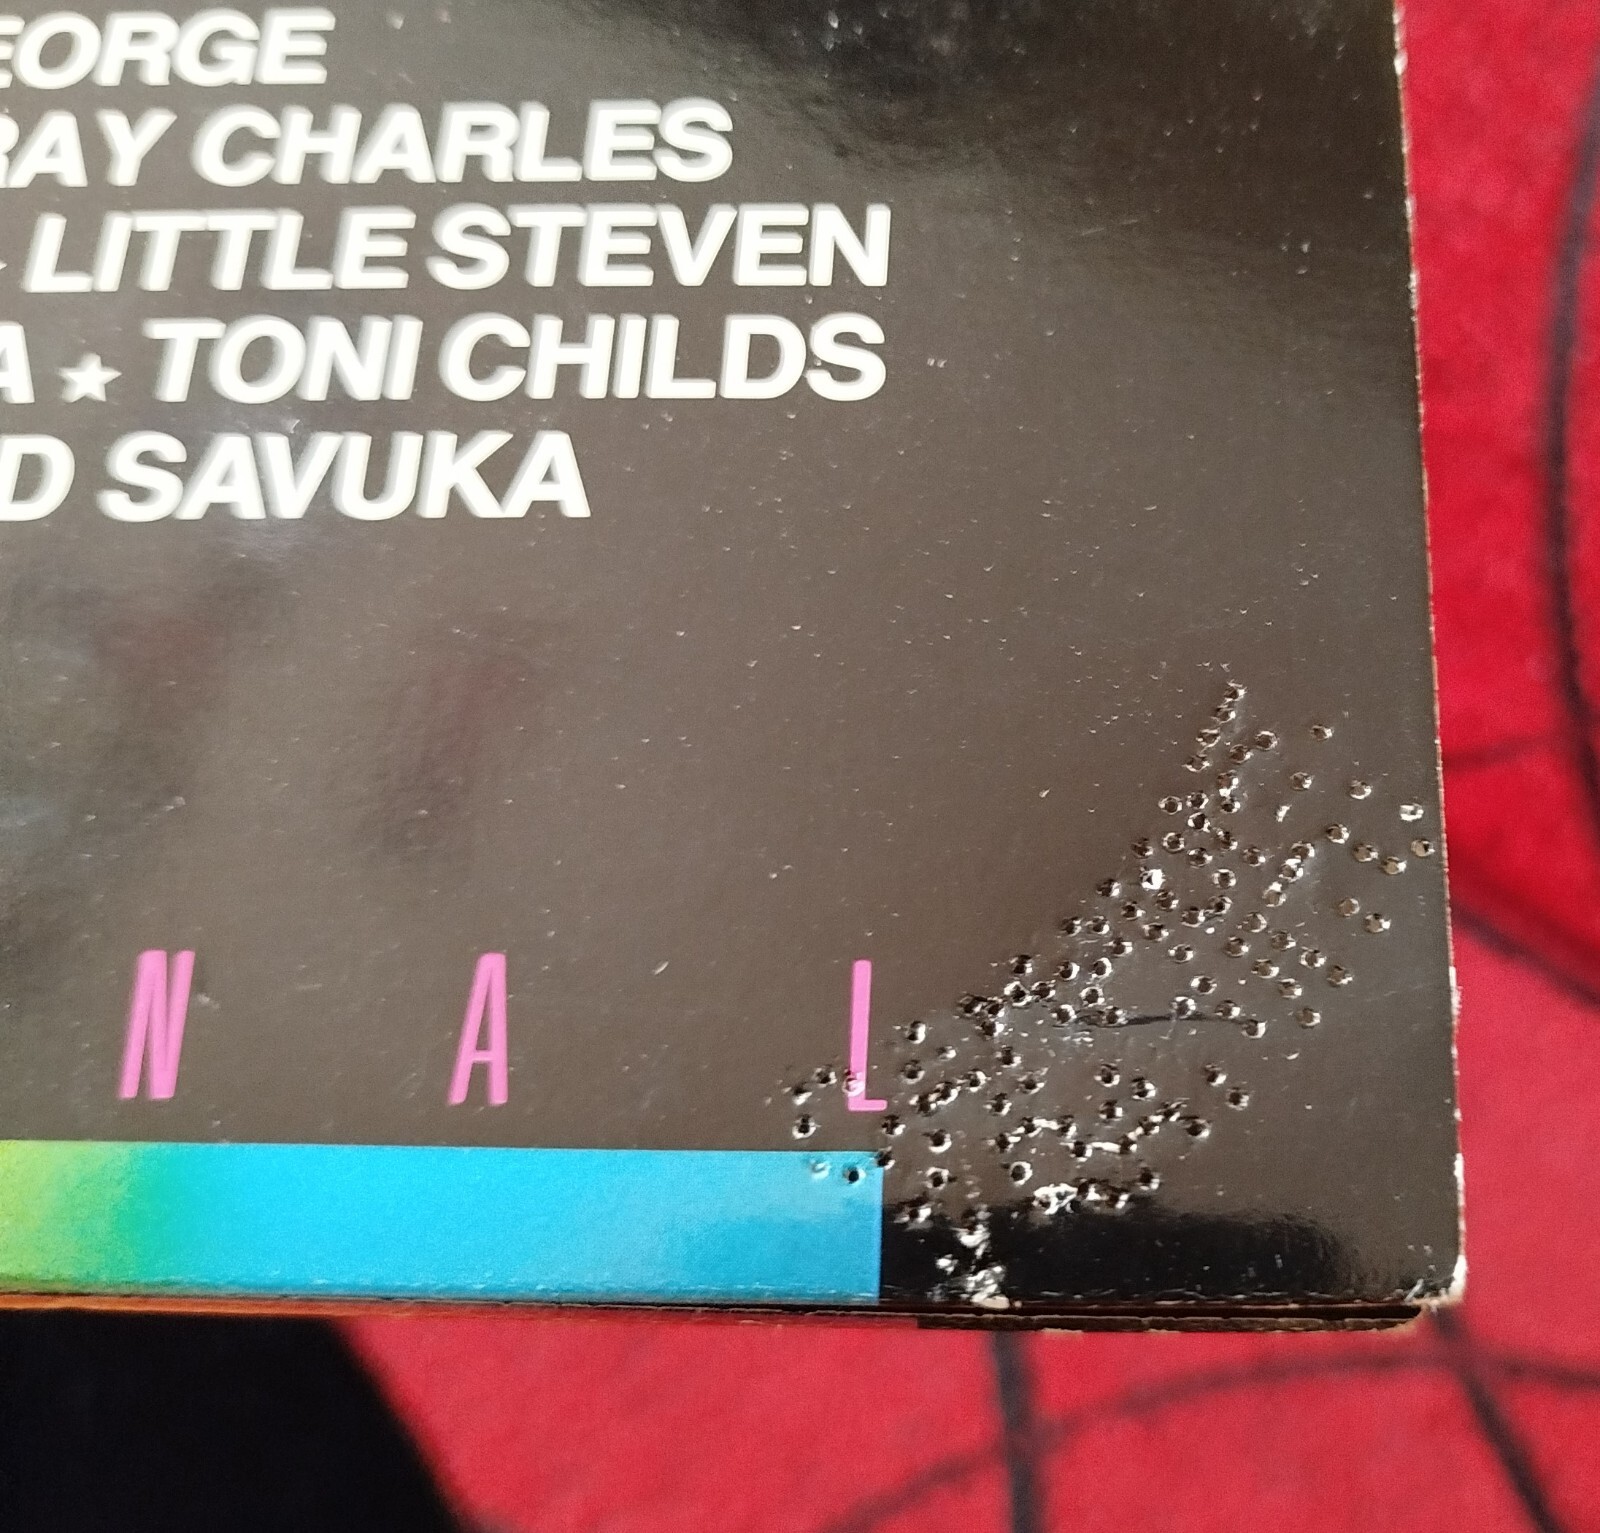 EORGE
RAY CHARLES
★ LITTLE STEVEN
A ★ TONI CHILDS
D SAVUKA
N A L